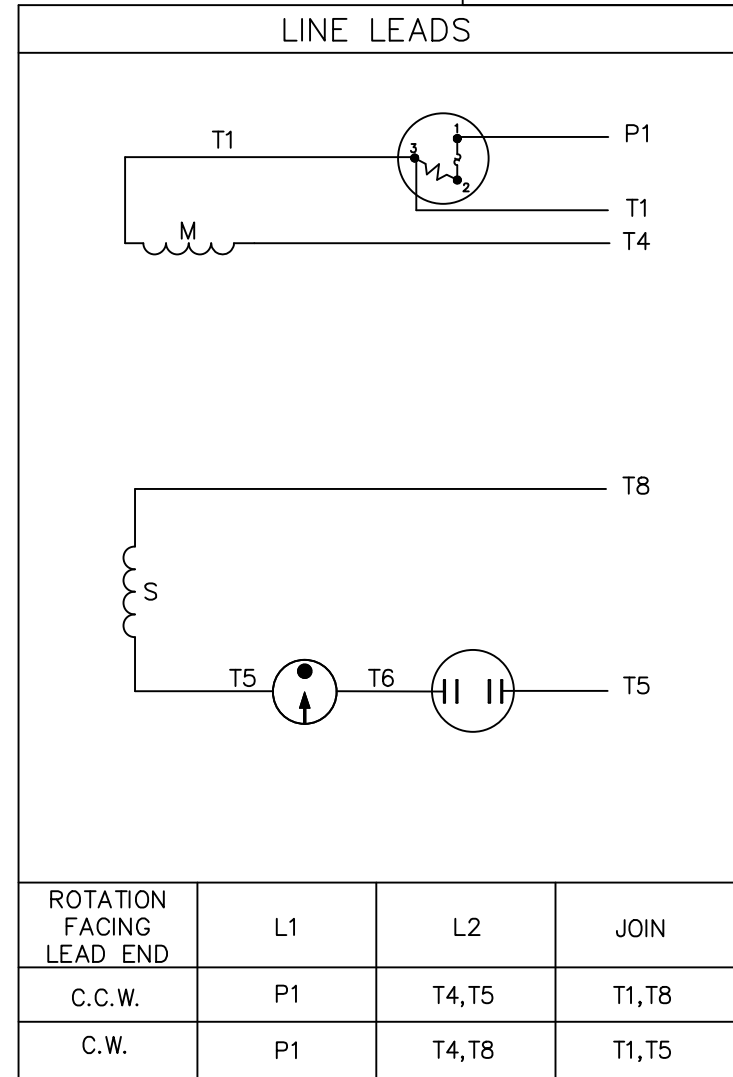 LINE LEADS
T1
1
3
2
P1
T1
M
T4
T8
S
T5
T6
T5
ROTATION
FACING
LEAD END
L1
L2
JOIN
C.C.W.
P1
T4,T5
T1,T8
C.W.
P1
T4,T8
T1,T5